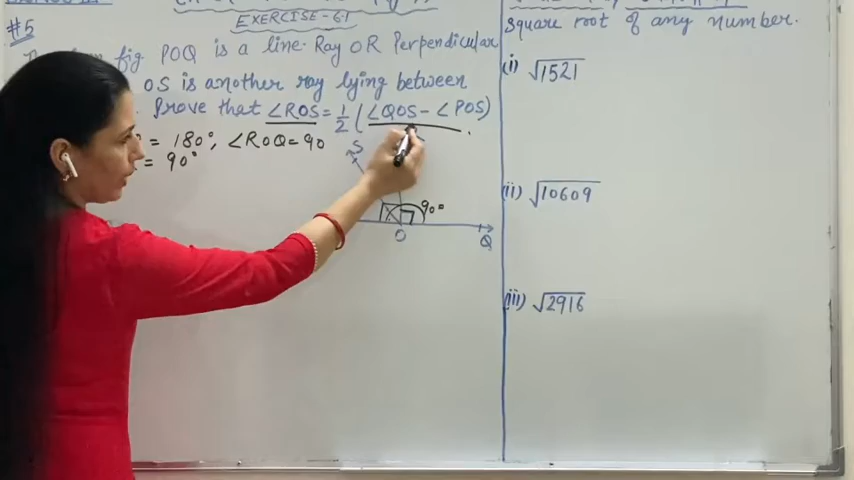 EXERCISE-6.1
#5
fig POQ is a line. Ray OR Perpendicular
OS is another ray lying between
Prove that ∠ROS = 1/2 (∠QOS - ∠POS).
= 180°, ∠ROQ = 90
= 90°
S
90°
O
Q
square root of any number.
(i) √1521
(ii) √10609
(iii) √2916